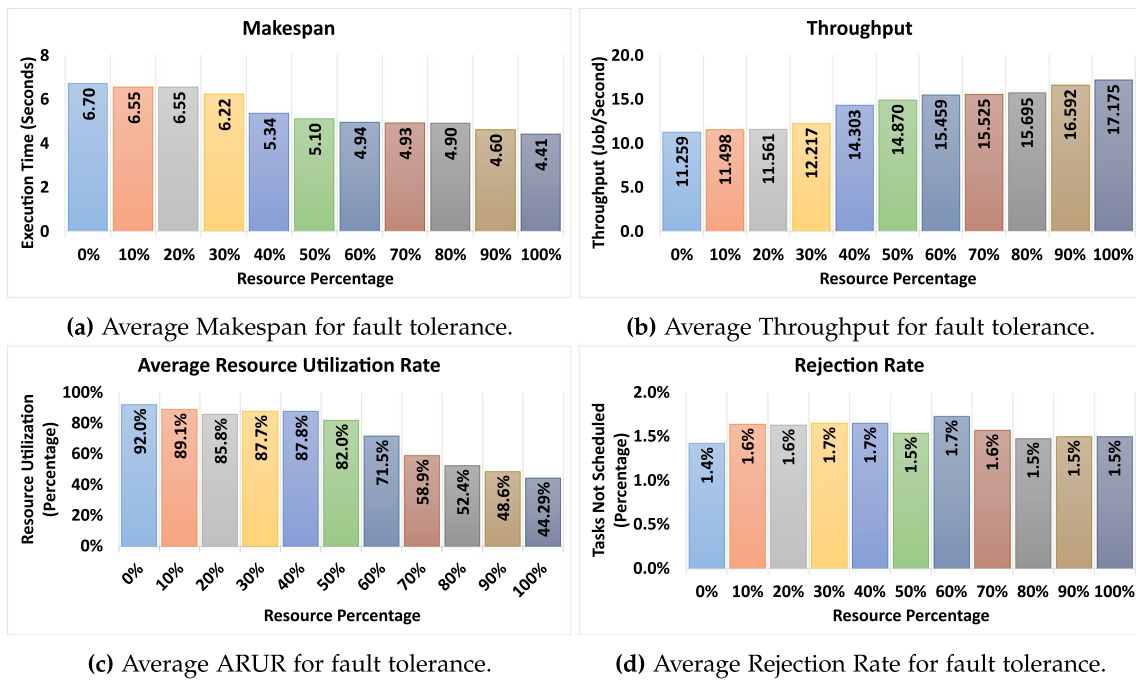 Makespan
Execution Time (Seconds)
8
6
4
2
0
6.70
6.55
6.55
6.22
5.34
5.10
4.94
4.93
4.90
4.60
4.41
0% 10% 20% 30% 40% 50% 60% 70% 80% 90% 100%
Resource Percentage
(a) Average Makespan for fault tolerance.
Throughput
Throughput (Job/Second)
20.0
15.0
10.0
5.0
0.0
11.259
11.498
11.561
12.217
14.303
14.870
15.459
15.525
15.695
16.592
17.175
0% 10% 20% 30% 40% 50% 60% 70% 80% 90% 100%
Resource Percentage
(b) Average Throughput for fault tolerance.
Average Resource Utilization Rate
Resource Utilization
(Percentage)
100%
80%
60%
40%
20%
0%
92.0%
89.1%
85.8%
87.7%
87.8%
82.0%
71.5%
58.9%
52.4%
48.6%
44.29%
0% 10% 20% 30% 40% 50% 60% 70% 80% 90% 100%
Resource Percentage
(c) Average ARUR for fault tolerance.
Rejection Rate
Tasks Not Scheduled
(Percentage)
2.0%
1.5%
1.0%
0.5%
0.0%
1.4%
1.6%
1.6%
1.7%
1.7%
1.5%
1.7%
1.6%
1.5%
1.5%
1.5%
0% 10% 20% 30% 40% 50% 60% 70% 80% 90% 100%
Resource Percentage
(d) Average Rejection Rate for fault tolerance.